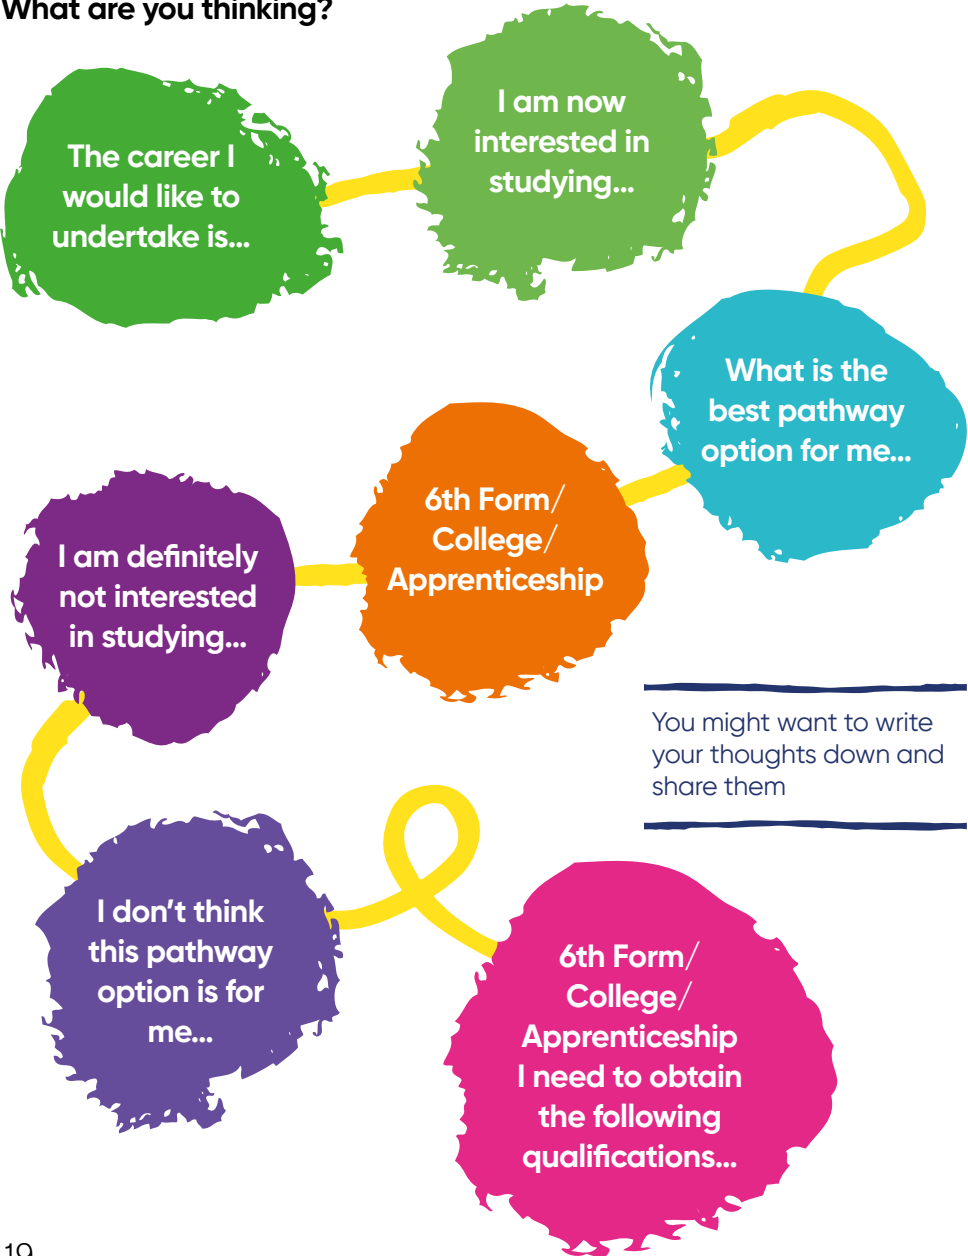 What are you thinking?
The career I
would like to
undertake is...
I am now
interested in
studying...
What is the
best pathway
option for me...
6th Form/
College/
Apprenticeship
I am definitely
not interested
in studying...
You might want to write
your thoughts down and
share them
I don't think
this pathway
option is for
me...
6th Form/
College/
Apprenticeship
I need to obtain
the following
qualifications...
19